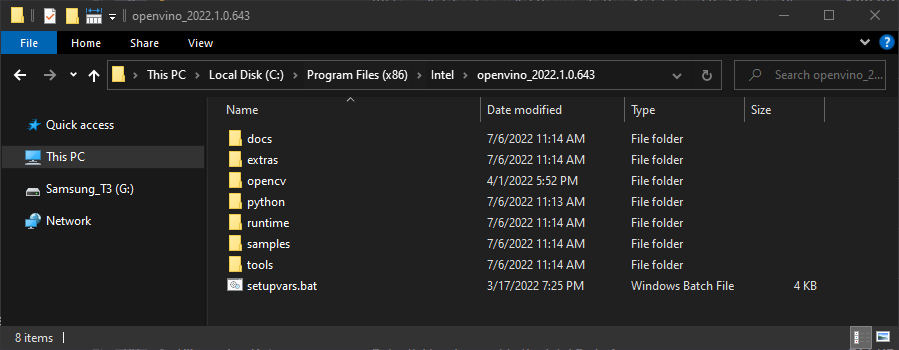 openvino_2022.1.0.643
File Home Share View
This PC Local Disk (C:) Program Files (x86) Intel openvino_2022.1.0.643 Search openvino_2...
Name Date modified Type Size
Quick access
This PC
Samsung_T3 (G:)
Network
docs 7/6/2022 11:14 AM File folder
extras 7/6/2022 11:14 AM File folder
opencv 4/1/2022 5:52 PM File folder
python 7/6/2022 11:13 AM File folder
runtime 7/6/2022 11:14 AM File folder
samples 7/6/2022 11:14 AM File folder
tools 7/6/2022 11:14 AM File folder
setupvars.bat 3/17/2022 7:25 PM Windows Batch File 4 KB
8 items